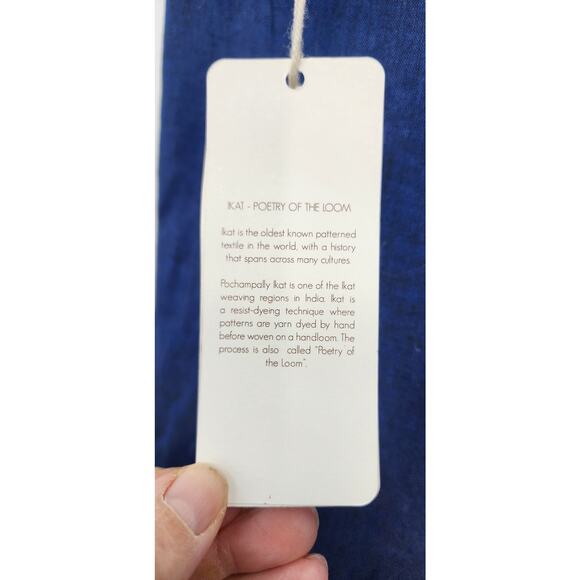 IKAT - POETRY OF THE LOOM
Ikat is the oldest known patterned
textile in the world, with a history
that spans across many cultures.
Pochampally Ikat is one of the Ikat
weaving regions in India. Ikat is
a resist-dyeing technique where
patterns are yarn dyed by hand
before woven on a handloom. The
process is also called "Poetry of
the Loom".